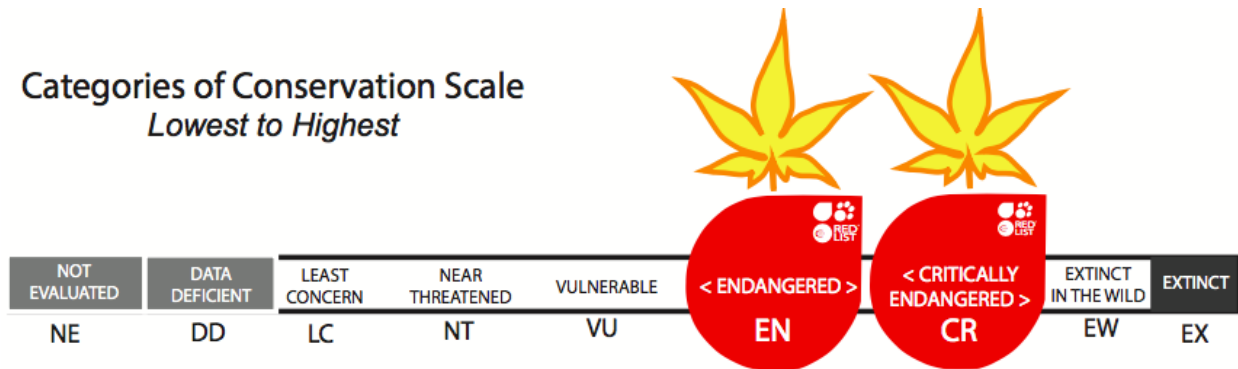 Categories of Conservation Scale
Lowest to Highest
RED
LIST
RED
LIST
NOT
EVALUATED
DATA
DEFICIENT
LEAST
CONCERN
NEAR
THREATENED
VULNERABLE
< ENDANGERED >
< CRITICALLY
ENDANGERED >
EXTINCT
IN THE WILD
EXTINCT
NE
DD
LC
NT
VU
EN
CR
EW
EX